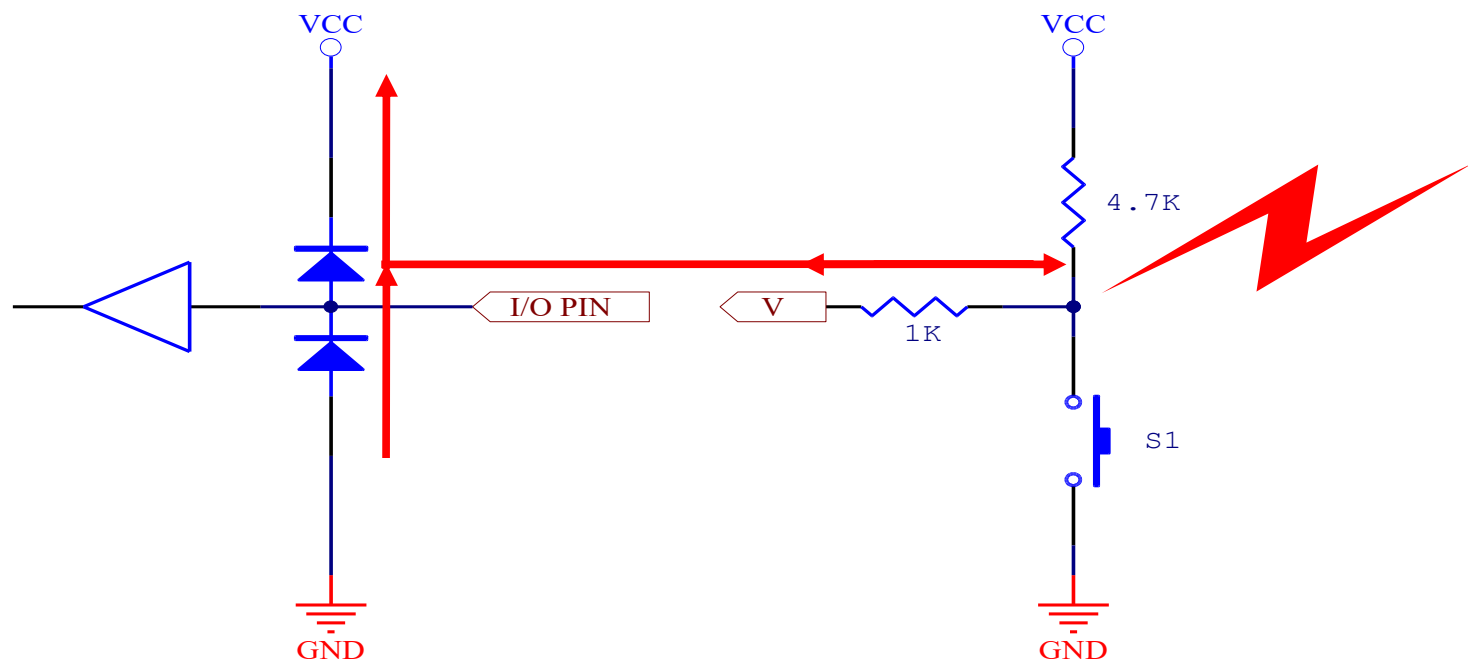 VCC
VCC
4.7K
I/O PIN
V
1K
S1
GND
GND